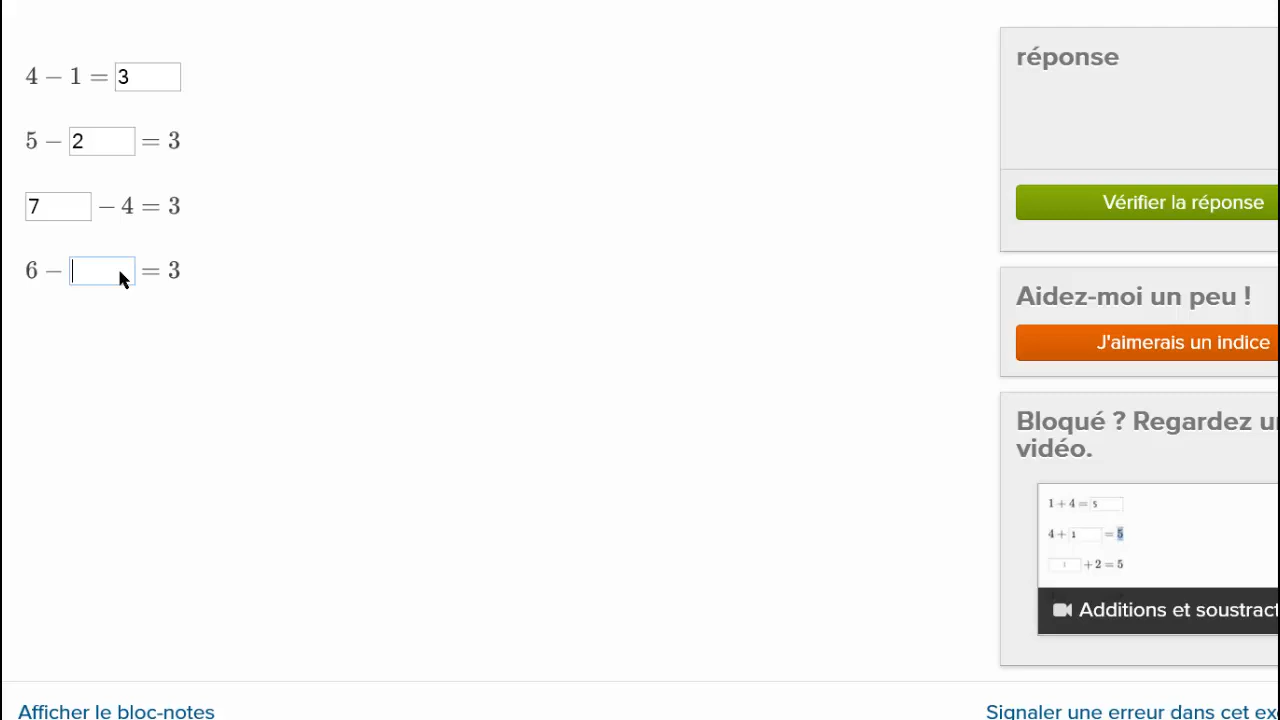 4 − 1 = 3
5 − 2 = 3
7 − 4 = 3
6 − = 3
réponse
Vérifier la réponse
Aidez-moi un peu !
J'aimerais un indice
Bloqué ? Regardez
vidéo.
1 + 4 = 5
4 + 1 = 5
+ 2 = 5
Additions et soustract
Afficher le bloc-notes
Signaler une erreur dans cet ex